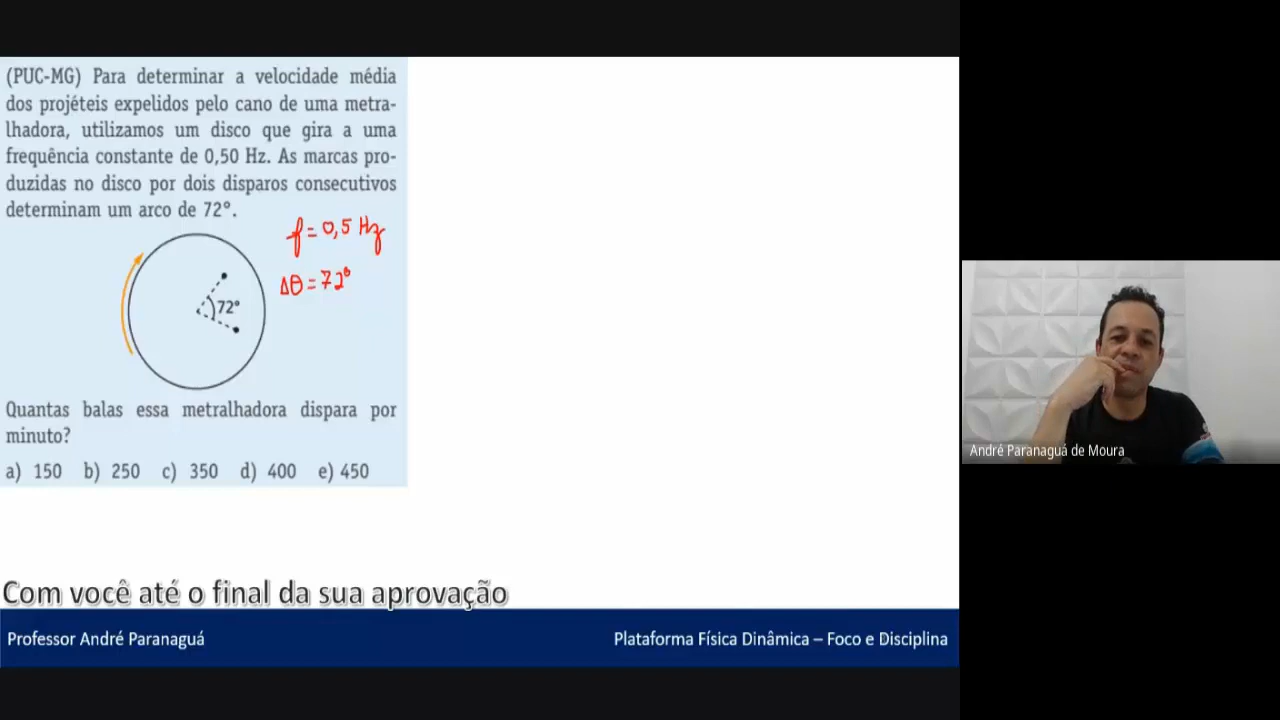 (PUC-MG) Para determinar a velocidade média
dos projéteis expelidos pelo cano de uma metra-
lhadora, utilizamos um disco que gira a uma
frequência constante de 0,50 Hz. As marcas pro-
duzidas no disco por dois disparos consecutivos
determinam um arco de 72°.
f = 0,5 Hz
Δθ = 72°
72°
Quantas balas essa metralhadora dispara por
minuto?
a) 150 b) 250 c) 350 d) 400 e) 450
André Paranaguá de Moura
Com você até o final da sua aprovação
Professor André Paranaguá
Plataforma Física Dinâmica – Foco e Disciplina